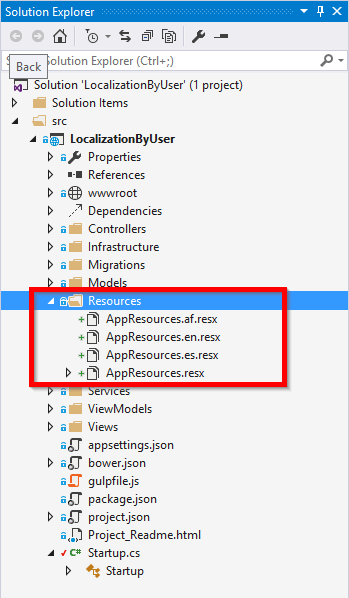 Solution Explorer
Back
Search Solution Explorer (Ctrl+;)
Solution 'LocalizationByUser' (1 project)
Solution Items
src
LocalizationByUser
Properties
References
wwwroot
Dependencies
Controllers
Infrastructure
Migrations
Models
Resources
AppResources.af.resx
AppResources.en.resx
AppResources.es.resx
AppResources.resx
Services
ViewModels
Views
appsettings.json
bower.json
gulpfile.js
package.json
project.json
Project_Readme.html
C# Startup.cs
Startup